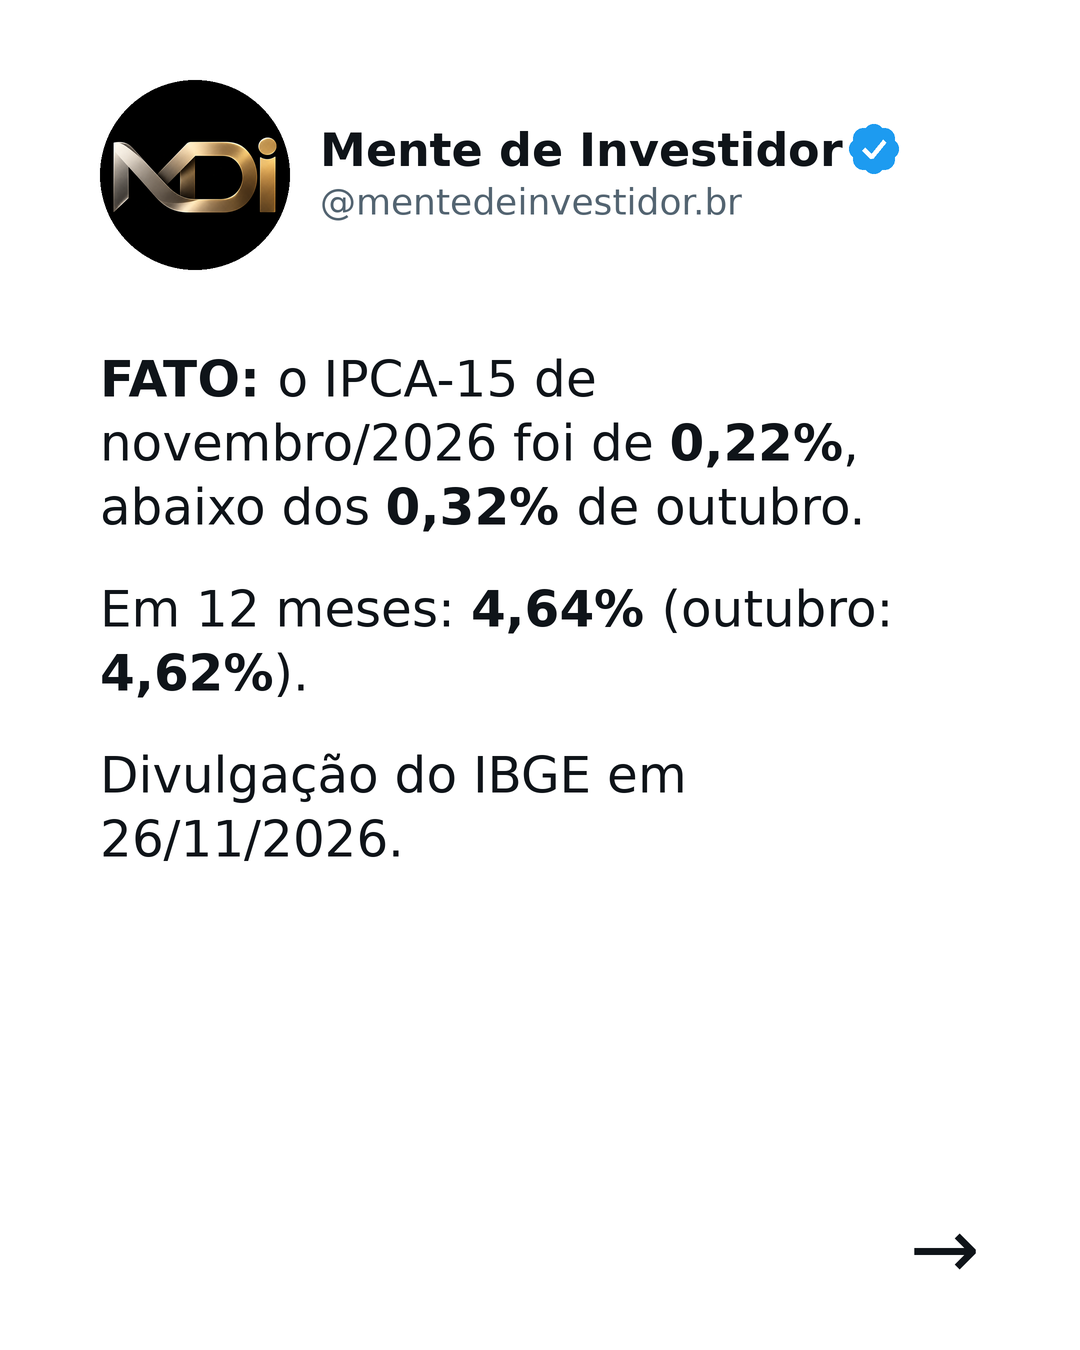 MDi
Mente de Investidor
@mentedeinvestidor.br
FATO: o IPCA-15 de
novembro/2026 foi de 0,22%,
abaixo dos 0,32% de outubro.
Em 12 meses: 4,64% (outubro:
4,62%).
Divulgação do IBGE em
26/11/2026.
→